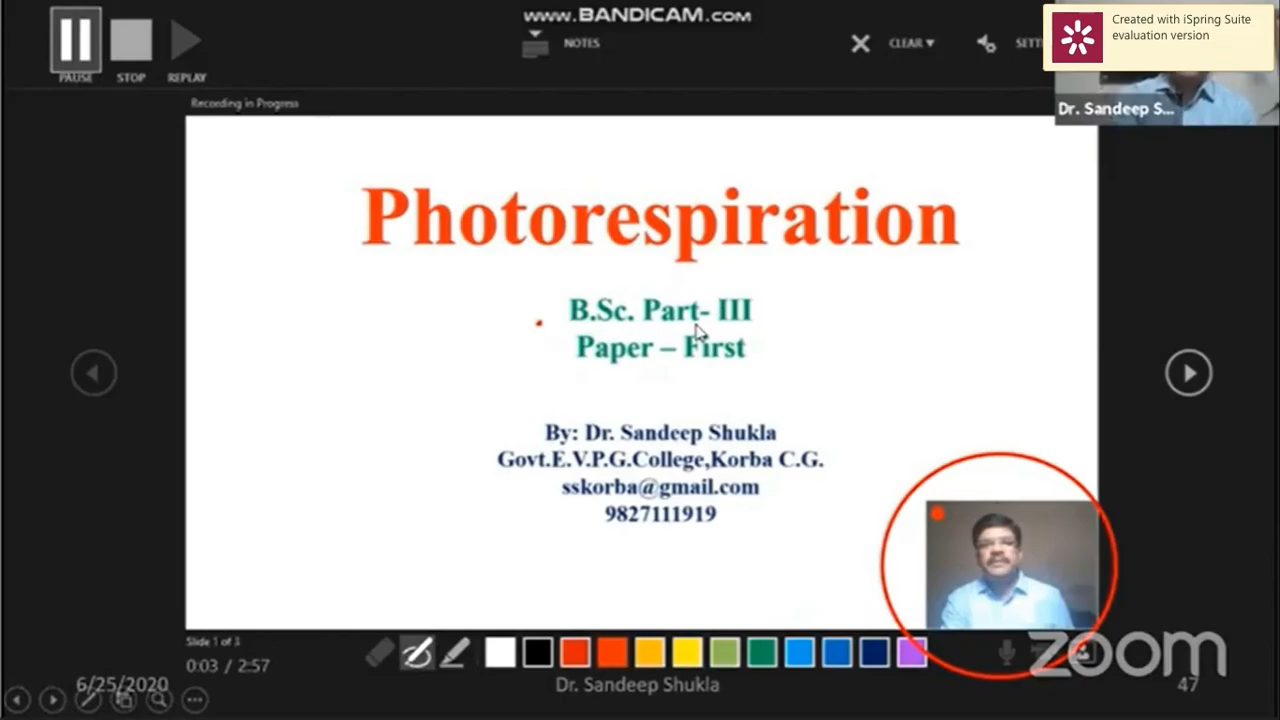 www.BANDICAM.com
Created with iSpring Suite
evaluation version
NOTES
CLEAR
PAUSE
STOP
REPLAY
Recording in Progress
Dr. Sandeep S...
Photorespiration
B.Sc. Part- III
Paper – First
By: Dr. Sandeep Shukla
Govt.E.V.P.G.College,Korba C.G.
sskorba@gmail.com
9827111919
Slide 1 of 3
0:03 / 2:57
zoom
6/25/2020
Dr. Sandeep Shukla
47